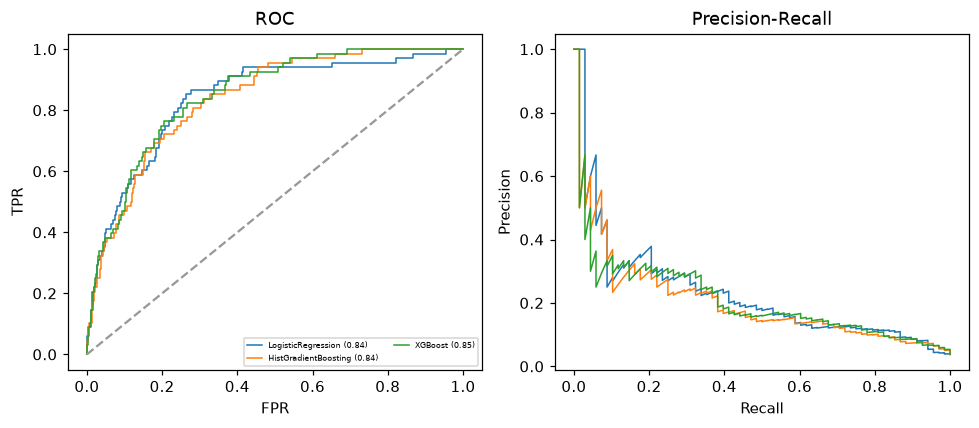 ROC
1.0
0.8
0.6
0.4
0.2
0.0
TPR
0.0 0.2 0.4 0.6 0.8 1.0
FPR
LogisticRegression (0.84) XGBoost (0.85)
HistGradientBoosting (0.84)
Precision-Recall
1.0
0.8
0.6
0.4
0.2
0.0
Precision
0.0 0.2 0.4 0.6 0.8 1.0
Recall